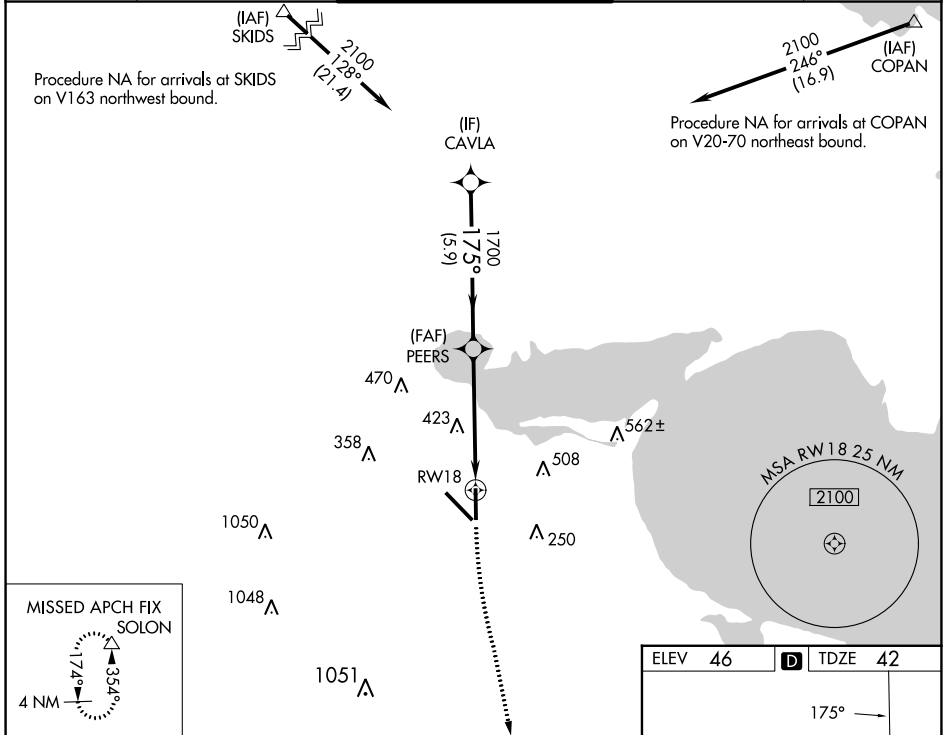 (IAF)
SKIDS
2100
128°
(21.4)
Procedure NA for arrivals at SKIDS
on V163 northwest bound.
2100
246°
(16.9)
(IAF)
COPAN
Procedure NA for arrivals at COPAN
on V20-70 northeast bound.
(IF)
CAVLA
1700
175°
(5.9)
(FAF)
PEERS
470
423
358
562±
508
RW18
250
1050
1048
1051
MSA RW18 25 NM
2100
MISSED APCH FIX
SOLON
174°
354°
4 NM
ELEV 46 D TDZE 42
175°